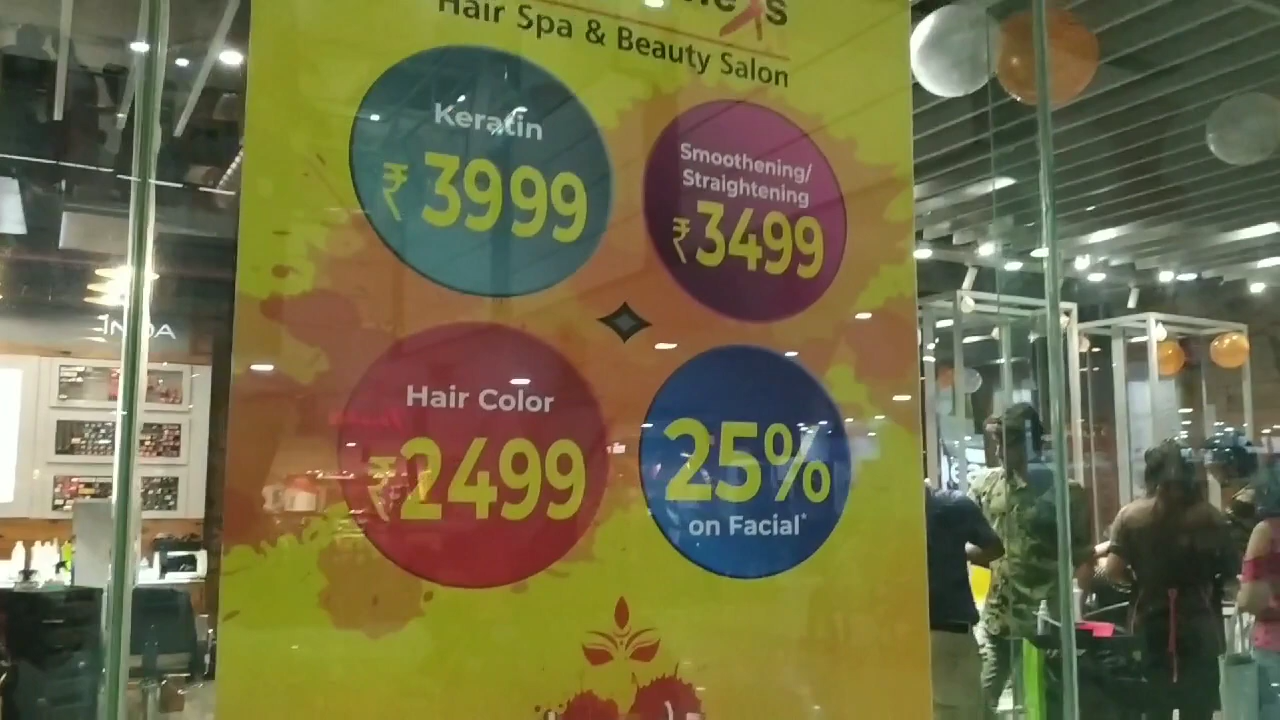 Hair Spa & Beauty Salon
Keratin
₹ 3999
Smoothening/
Straightening
₹3499
Hair Color
₹2499
25%
on Facial*